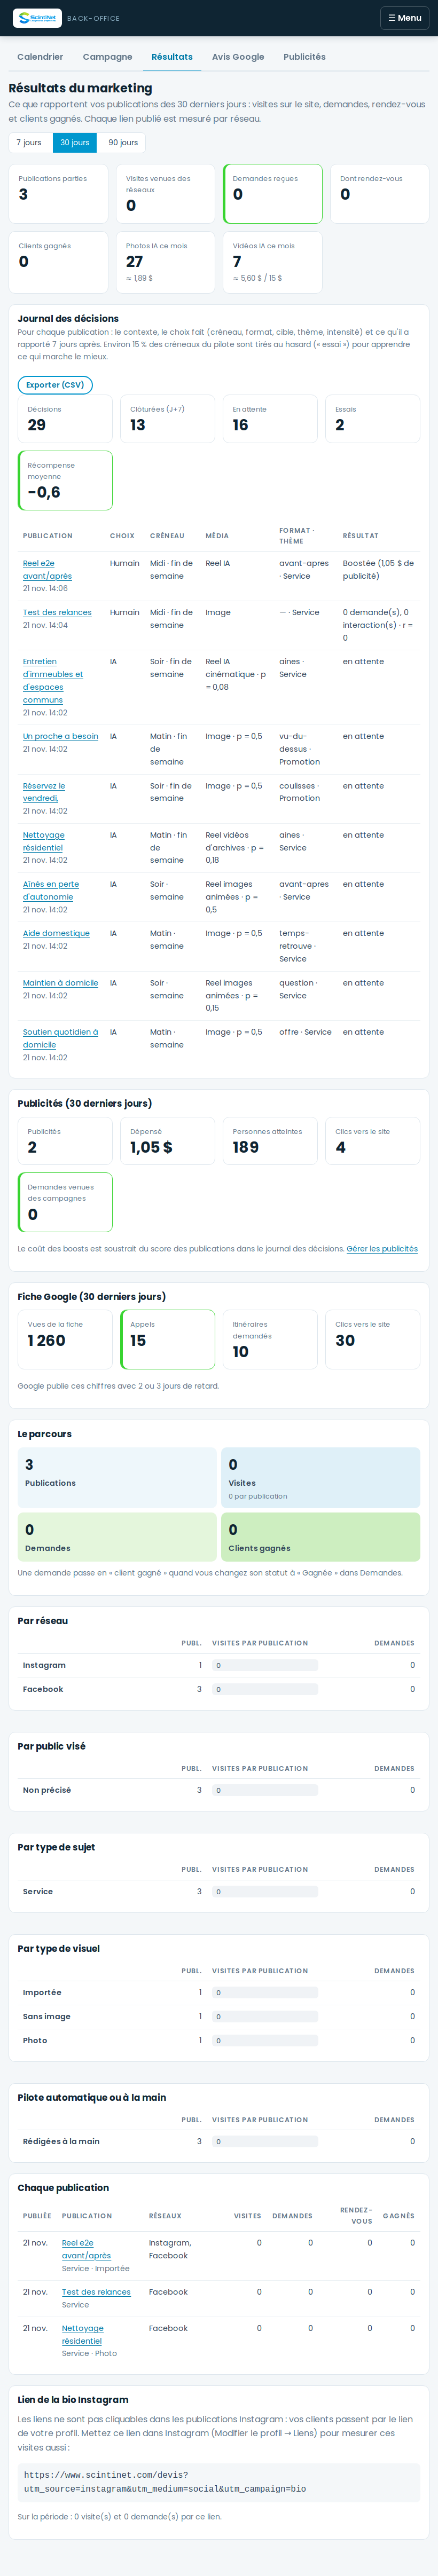 ScintiNet BACK-OFFICE ☰ Menu
Calendrier Campagne Résultats Avis Google Publicités
Résultats du marketing
Ce que rapportent vos publications des 30 derniers jours : visites sur le site, demandes, rendez-vous
et clients gagnés. Chaque lien publié est mesuré par réseau.
7 jours 30 jours 90 jours
Publications parties
3
Visites venues des
réseaux
0
Demandes reçues
0
Dont rendez-vous
0
Clients gagnés
0
Photos IA ce mois
27
≈ 1,89 $
Vidéos IA ce mois
7
≈ 5,60 $ / 15 $
Journal des décisions
Pour chaque publication : le contexte, le choix fait (créneau, format, cible, thème, intensité) et ce qu'il a
rapporté 7 jours après. Environ 15 % des créneaux du pilote sont tirés au hasard (« essai ») pour apprendre
ce qui marche le mieux.
Exporter (CSV)
Décisions
29
Clôturées (J+7)
13
En attente
16
Essais
2
Récompense
moyenne
-0,6
PUBLICATION CHOIX CRÉNEAU MÉDIA FORMAT ·
THÈME RÉSULTAT
Reel e2e
avant/après
21 nov. 14:06
Humain
Midi · fin de
semaine
Reel IA
avant-apres
· Service
Boostée (1,05 $ de
publicité)
Test des relances
21 nov. 14:04
Humain
Midi · fin de
semaine
Image
— · Service
0 demande(s), 0
interaction(s) · r =
0
Entretien
d'immeubles et
d'espaces
communs
21 nov. 14:02
IA
Soir · fin de
semaine
Reel IA
cinématique · p
= 0,08
aines ·
Service
en attente
Un proche a besoin
21 nov. 14:02
IA
Matin · fin
de
semaine
Image · p = 0,5
vu-du-
dessus ·
Promotion
en attente
Réservez le
vendredi,
21 nov. 14:02
IA
Soir · fin de
semaine
Image · p = 0,5
coulisses ·
Promotion
en attente
Nettoyage
résidentiel
21 nov. 14:02
IA
Matin · fin
de
semaine
Reel vidéos
d'archives · p =
0,18
aines ·
Service
en attente
Aînés en perte
d'autonomie
21 nov. 14:02
IA
Soir ·
semaine
Reel images
animées · p =
0,5
avant-apres
· Service
en attente
Aide domestique
21 nov. 14:02
IA
Matin ·
semaine
Image · p = 0,5
temps-
retrouve ·
Service
en attente
Maintien à domicile
21 nov. 14:02
IA
Soir ·
semaine
Reel images
animées · p =
0,15
question ·
Service
en attente
Soutien quotidien à
domicile
21 nov. 14:02
IA
Matin ·
semaine
Image · p = 0,5
offre · Service
en attente
Publicités (30 derniers jours)
Publicités
2
Dépensé
1,05 $
Personnes atteintes
189
Clics vers le site
4
Demandes venues
des campagnes
0
Le coût des boosts est soustrait du score des publications dans le journal des décisions. Gérer les publicités
Fiche Google (30 derniers jours)
Vues de la fiche
1 260
Appels
15
Itinéraires
demandés
10
Clics vers le site
30
Google publie ces chiffres avec 2 ou 3 jours de retard.
Le parcours
3
Publications
0
Visites
0 par publication
0
Demandes
0
Clients gagnés
Une demande passe en « client gagné » quand vous changez son statut à « Gagnée » dans Demandes.
Par réseau
PUBL. VISITES PAR PUBLICATION DEMANDES
Instagram 1 0 0
Facebook 3 0 0
Par public visé
PUBL. VISITES PAR PUBLICATION DEMANDES
Non précisé 3 0 0
Par type de sujet
PUBL. VISITES PAR PUBLICATION DEMANDES
Service 3 0 0
Par type de visuel
PUBL. VISITES PAR PUBLICATION DEMANDES
Importée 1 0 0
Sans image 1 0 0
Photo 1 0 0
Pilote automatique ou à la main
PUBL. VISITES PAR PUBLICATION DEMANDES
Rédigées à la main 3 0 0
Chaque publication
PUBLIÉE PUBLICATION RÉSEAUX VISITES DEMANDES RENDEZ-
VOUS GAGNÉS
21 nov. Reel e2e
avant/après
Service · Importée
Instagram,
Facebook
0 0 0 0
21 nov. Test des relances
Service
Facebook 0 0 0 0
21 nov. Nettoyage
résidentiel
Service · Photo
Facebook 0 0 0 0
Lien de la bio Instagram
Les liens ne sont pas cliquables dans les publications Instagram : vos clients passent par le lien
de votre profil. Mettez ce lien dans Instagram (Modifier le profil → Liens) pour mesurer ces
visites aussi :
https://www.scintinet.com/devis?
utm_source=instagram&utm_medium=social&utm_campaign=bio
Sur la période : 0 visite(s) et 0 demande(s) par ce lien.